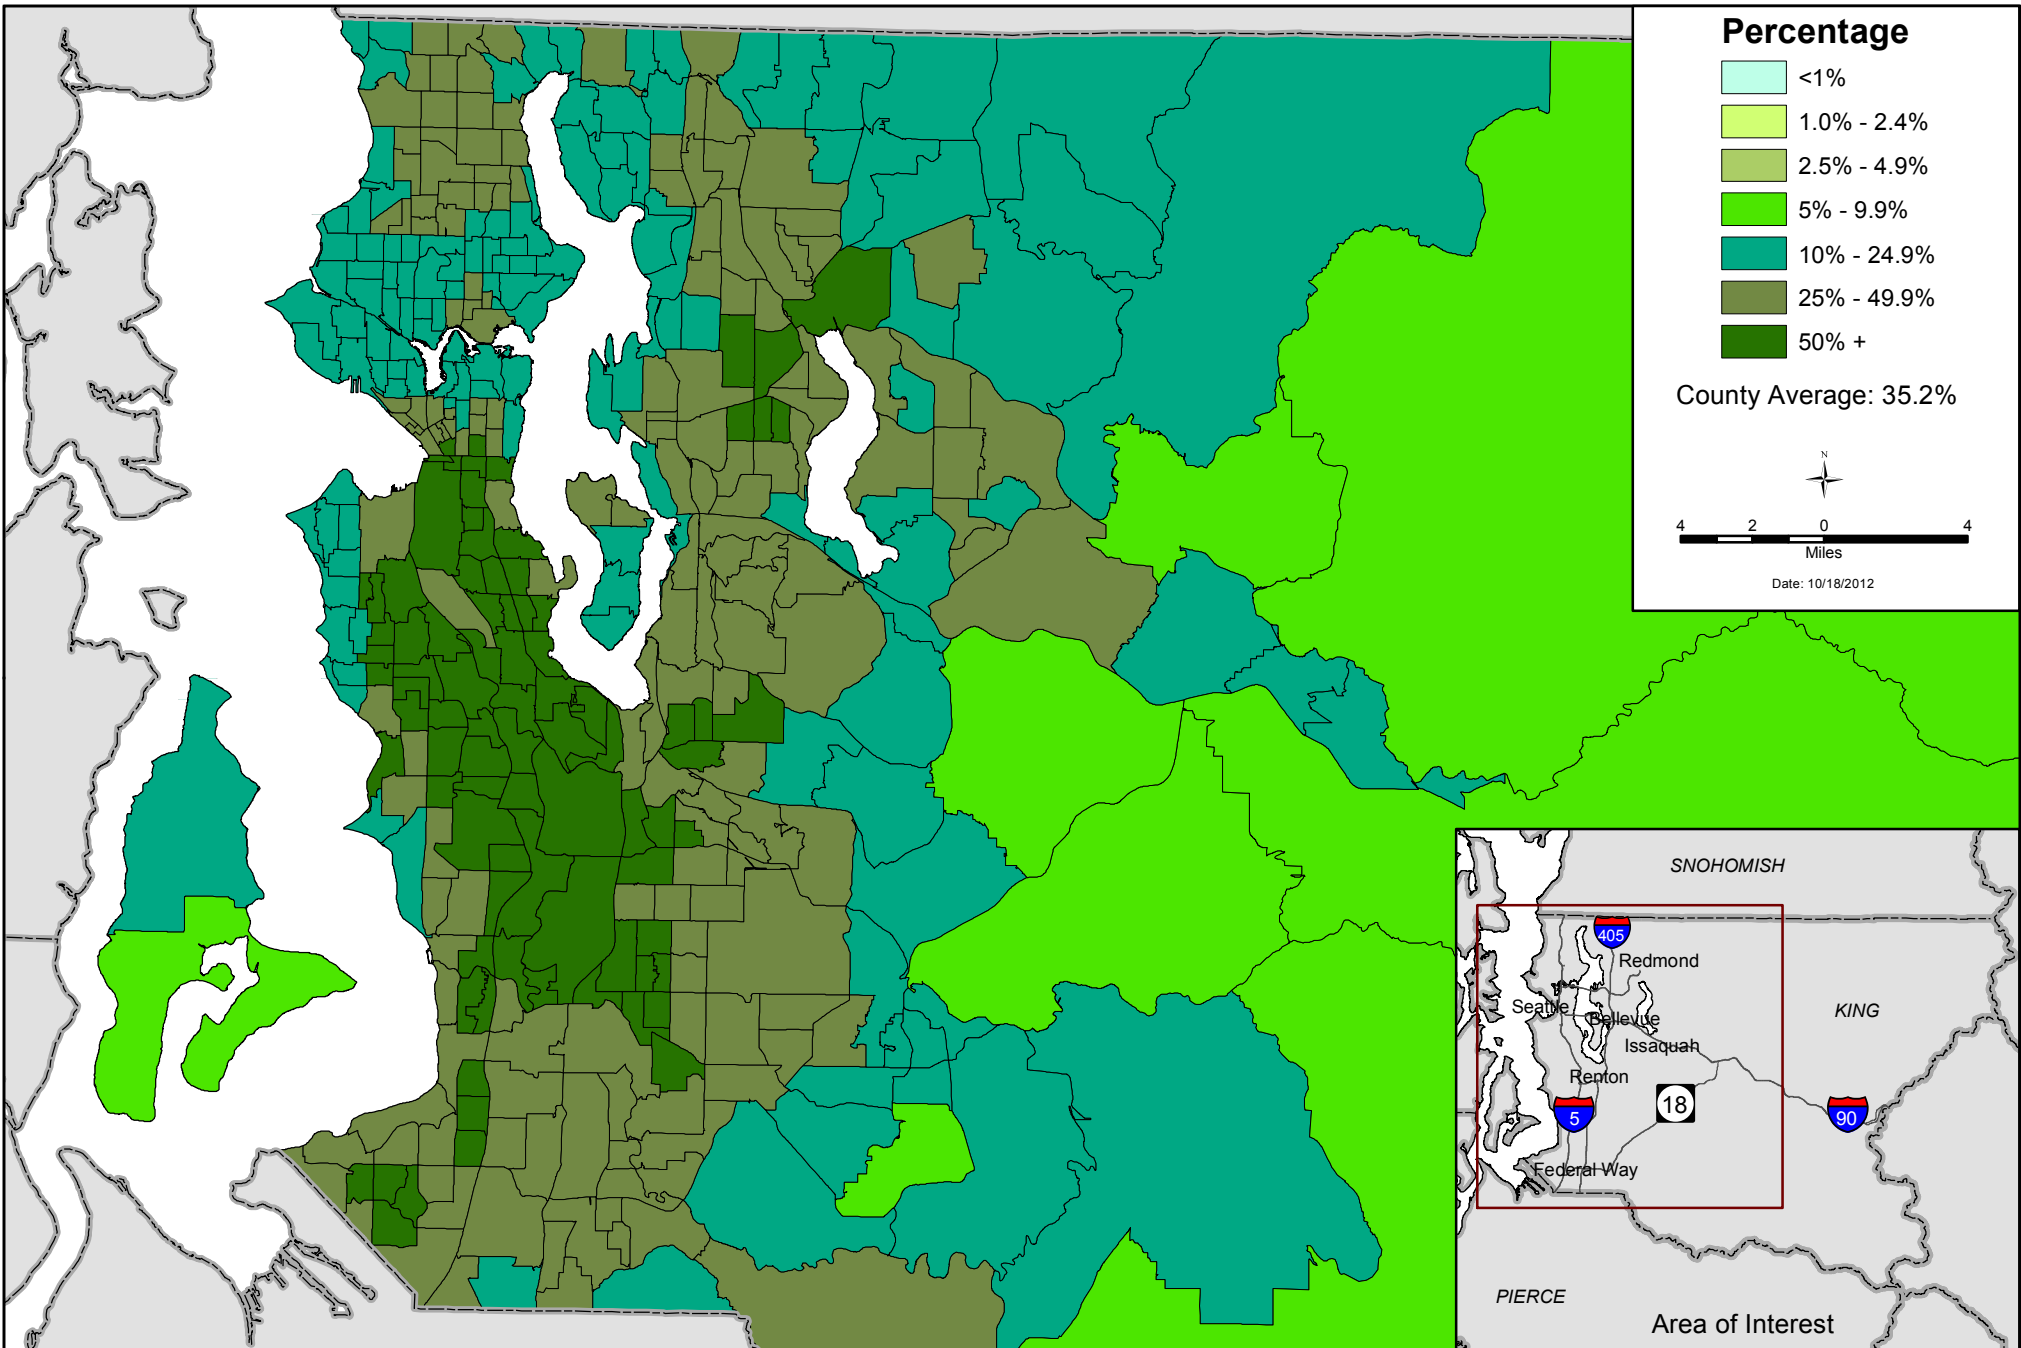 Percentage
<1%
1.0% - 2.4%
2.5% - 4.9%
5% - 9.9%
10% - 24.9%
25% - 49.9%
50% +
County Average: 35.2%
N
4 2 0 4
Miles
Date: 10/18/2012
SNOHOMISH
405
Redmond
Seattle
KING
Bellevue
Issaquah
Renton
18
5
90
Federal Way
PIERCE
Area of Interest